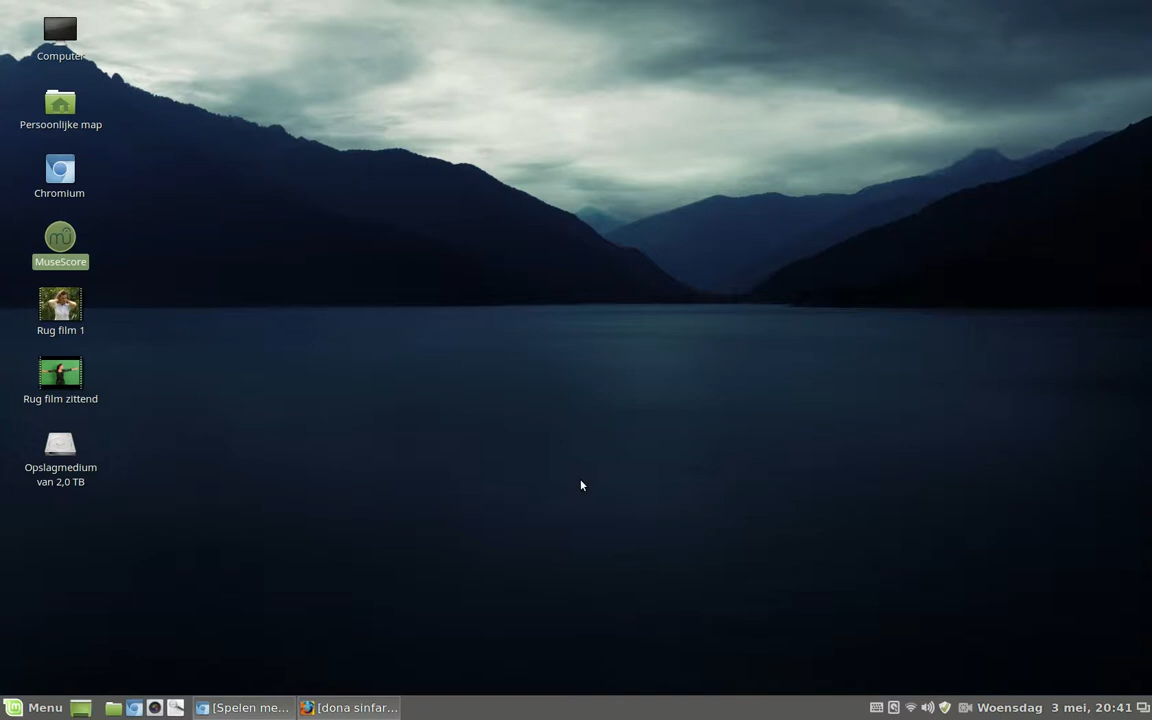 Computer
Persoonlijke map
Chromium
MuseScore
Rug film 1
Rug film zittend
Opslagmedium
van 2,0 TB
Menu [Spelen me... [dona sinfar... Woensdag 3 mei, 20:41